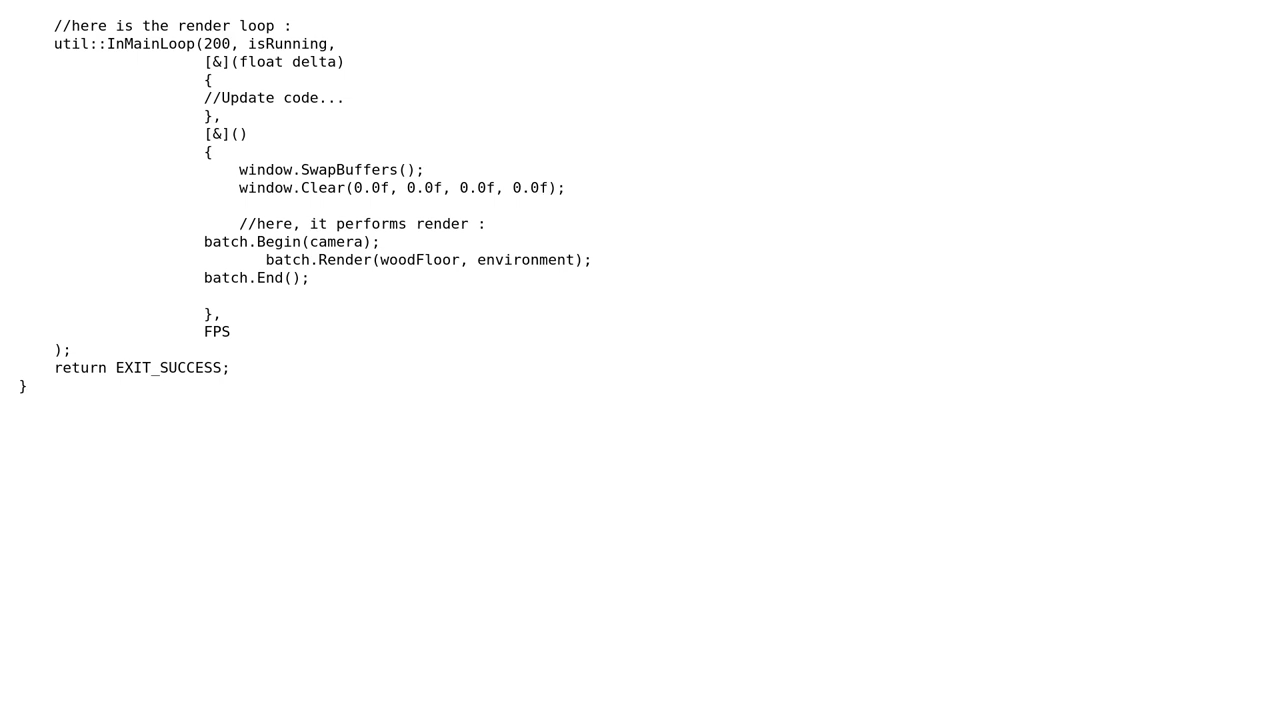 //here is the render loop :
util::InMainLoop(200, isRunning,
[&](float delta)
{
//Update code...
},
[&]()
{
window.SwapBuffers();
window.Clear(0.0f, 0.0f, 0.0f, 0.0f);
//here, it performs render :
batch.Begin(camera);
batch.Render(woodFloor, environment);
batch.End();
},
FPS
);
return EXIT_SUCCESS;
}